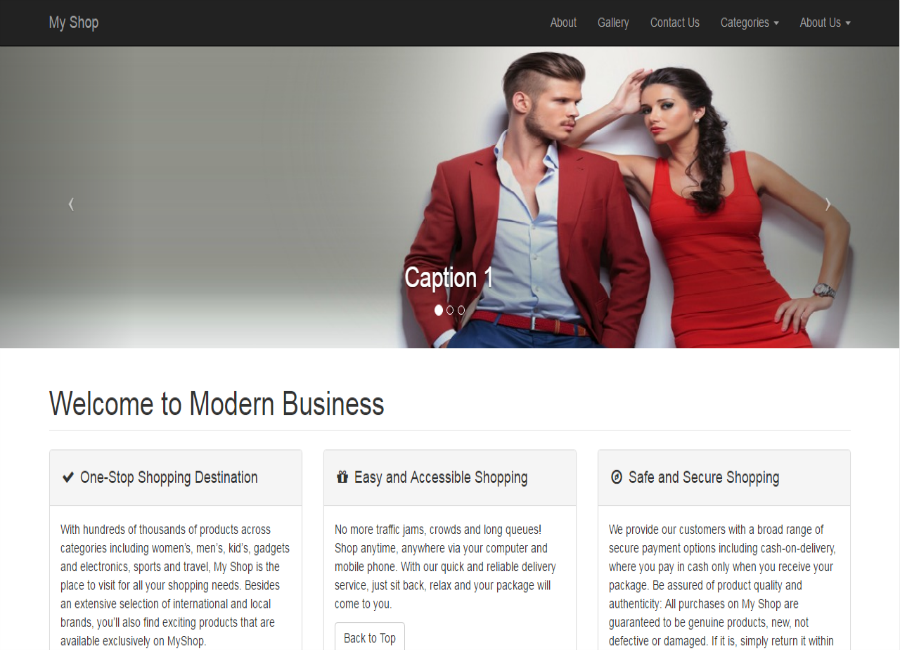 My Shop
About Gallery Contact Us Categories About Us
Caption 1
Welcome to Modern Business
One-Stop Shopping Destination
With hundreds of thousands of products across
categories including women's, men's, kid's, gadgets
and electronics, sports and travel, My Shop is the
place to visit for all your shopping needs. Besides
an extensive selection of international and local
brands, you'll also find exciting products that are
available exclusively on MyShop.
Easy and Accessible Shopping
No more traffic jams, crowds and long queues!
Shop anytime, anywhere via your computer and
mobile phone. With our quick and reliable delivery
service, just sit back, relax and your package will
come to you.
Back to Top
Safe and Secure Shopping
We provide our customers with a broad range of
secure payment options including cash-on-delivery,
where you pay in cash only when you receive your
package. Be assured of product quality and
authenticity: All purchases on My Shop are
guaranteed to be genuine products, new, not
defective or damaged. If it is, simply return it within